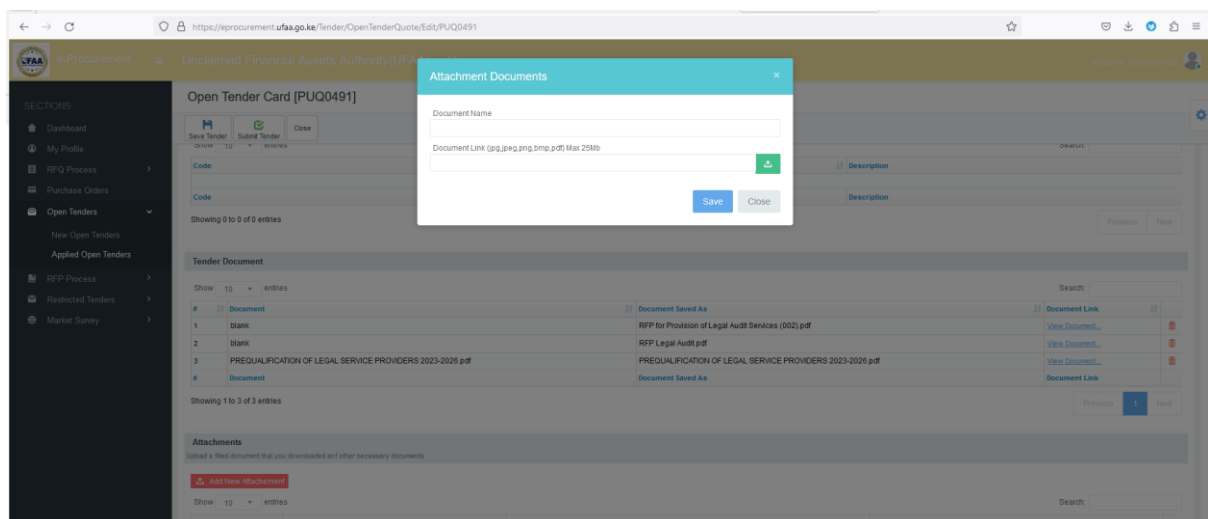 https://eprocurement.ufaa.go.ke/Tender/OpenTenderQuote/Edit/PUQ0491
UFAA
e-Procurement
Unclaimed Financial Assets Authority(UFA
SECTIONS
Dashboard
My Profile
RFQ Process
Purchase Orders
Open Tenders
New Open Tenders
Applied Open Tenders
RFP Process
Restricted Tenders
Market Survey
Open Tender Card [PUQ0491]
Save Tender Submit Tender Close
Show 10 entries Search:
Code Description
Code Description
Showing 0 to 0 of 0 entries
Previous Next
Attachment Documents ×
Document Name
Document Link (jpg,jpeg,png,bmp,pdf) Max 25Mb
Save Close
Tender Document
Show 10 entries Search:
# Document Document Saved As Document Link
1 blank RFP for Provision of Legal Audit Services (002).pdf View Document...
2 blank RFP Legal Audit.pdf View Document...
3 PREQUALIFICATION OF LEGAL SERVICE PROVIDERS 2023-2026.pdf PREQUALIFICATION OF LEGAL SERVICE PROVIDERS 2023-2026.pdf View Document...
# Document Document Saved As Document Link
Showing 1 to 3 of 3 entries
Previous 1 Next
Attachments
Upload a filled document that you downloaded anf other necessary documents
Add New Attachement
Show 10 entries Search: